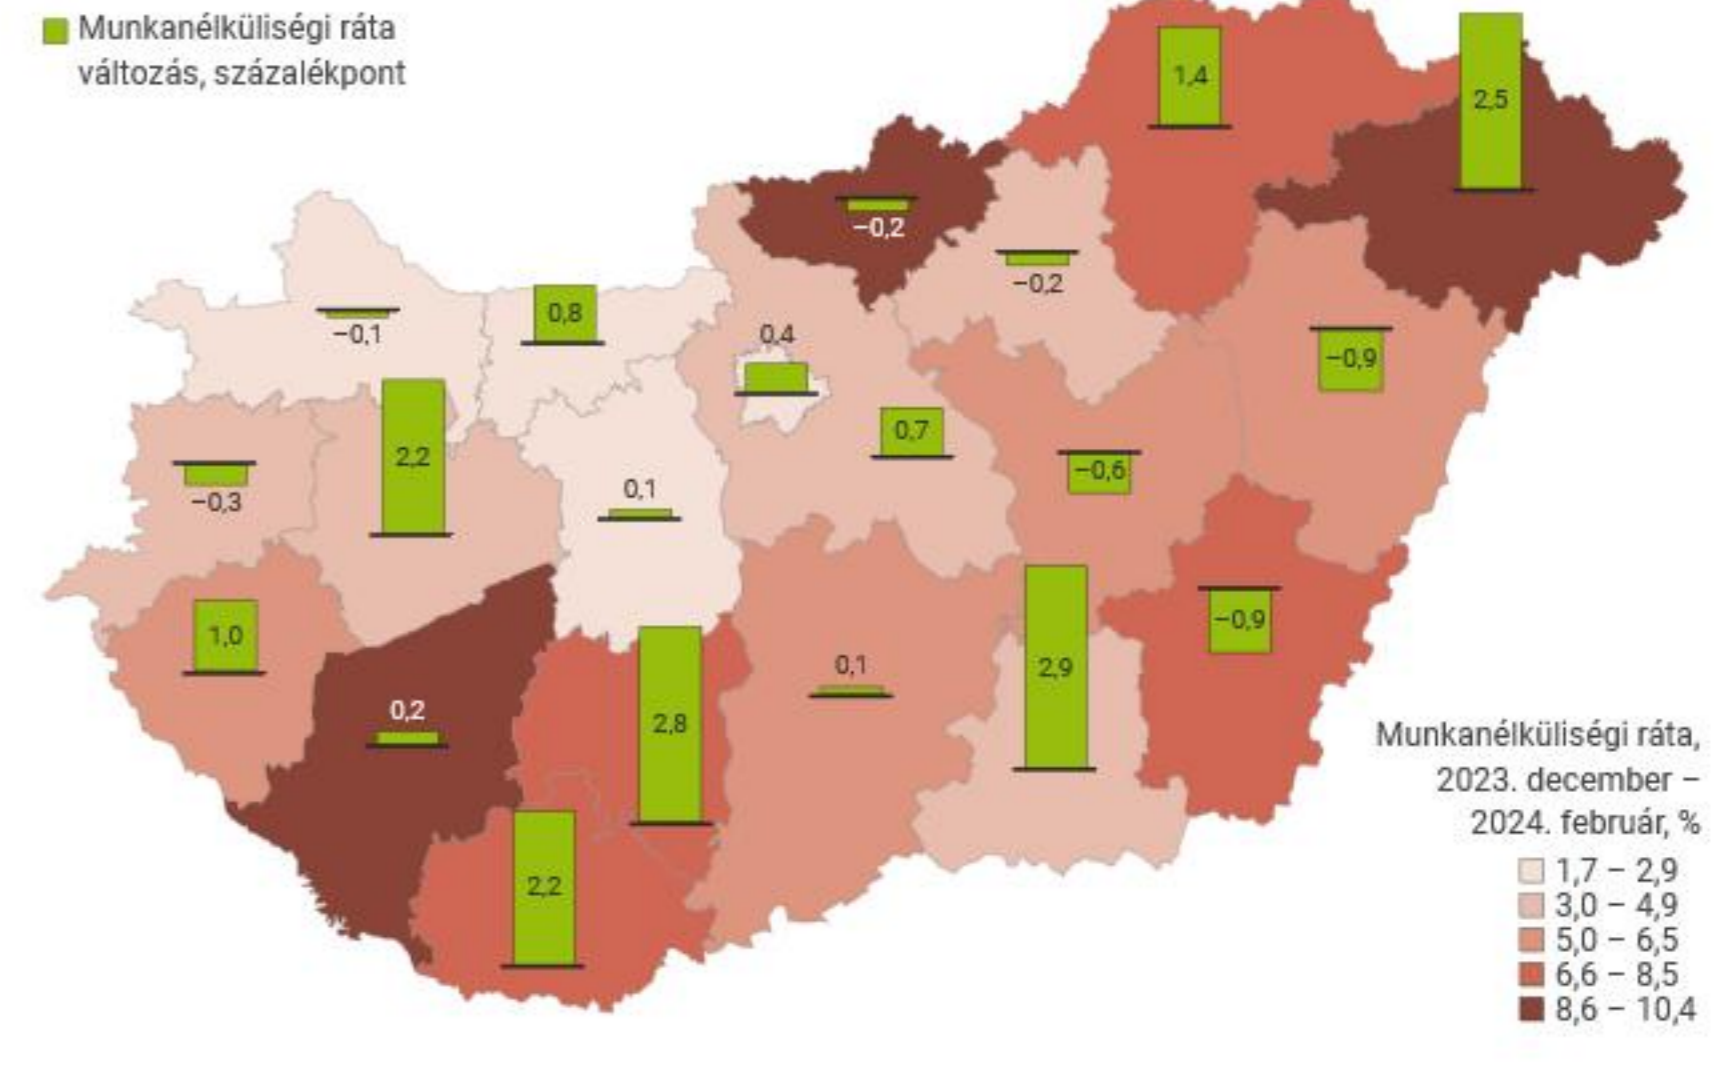 Munkanélküliségi ráta
változás, százalékpont
1,4
2,5
−0,2
−0,2
−0,1
0,8
0,4
−0,9
0,7
2,2
−0,6
−0,3
0,1
1,0
−0,9
2,9
0,1
0,2
2,8
2,2
Munkanélküliségi ráta,
2023. december –
2024. február, %
1,7 – 2,9
3,0 – 4,9
5,0 – 6,5
6,6 – 8,5
8,6 – 10,4